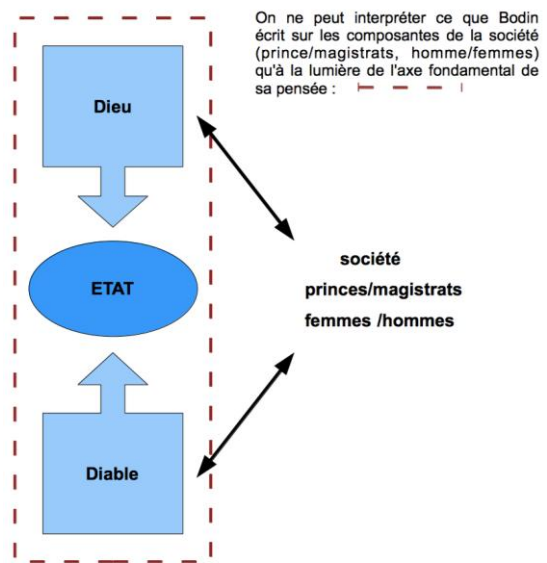 On ne peut interpréter ce que Bodin
écrit sur les composantes de la société
(prince/magistrats, homme/femmes)
qu'à la lumière de l'axe fondamental de
sa pensée :
Dieu
ETAT
Diable
société
princes/magistrats
femmes /hommes